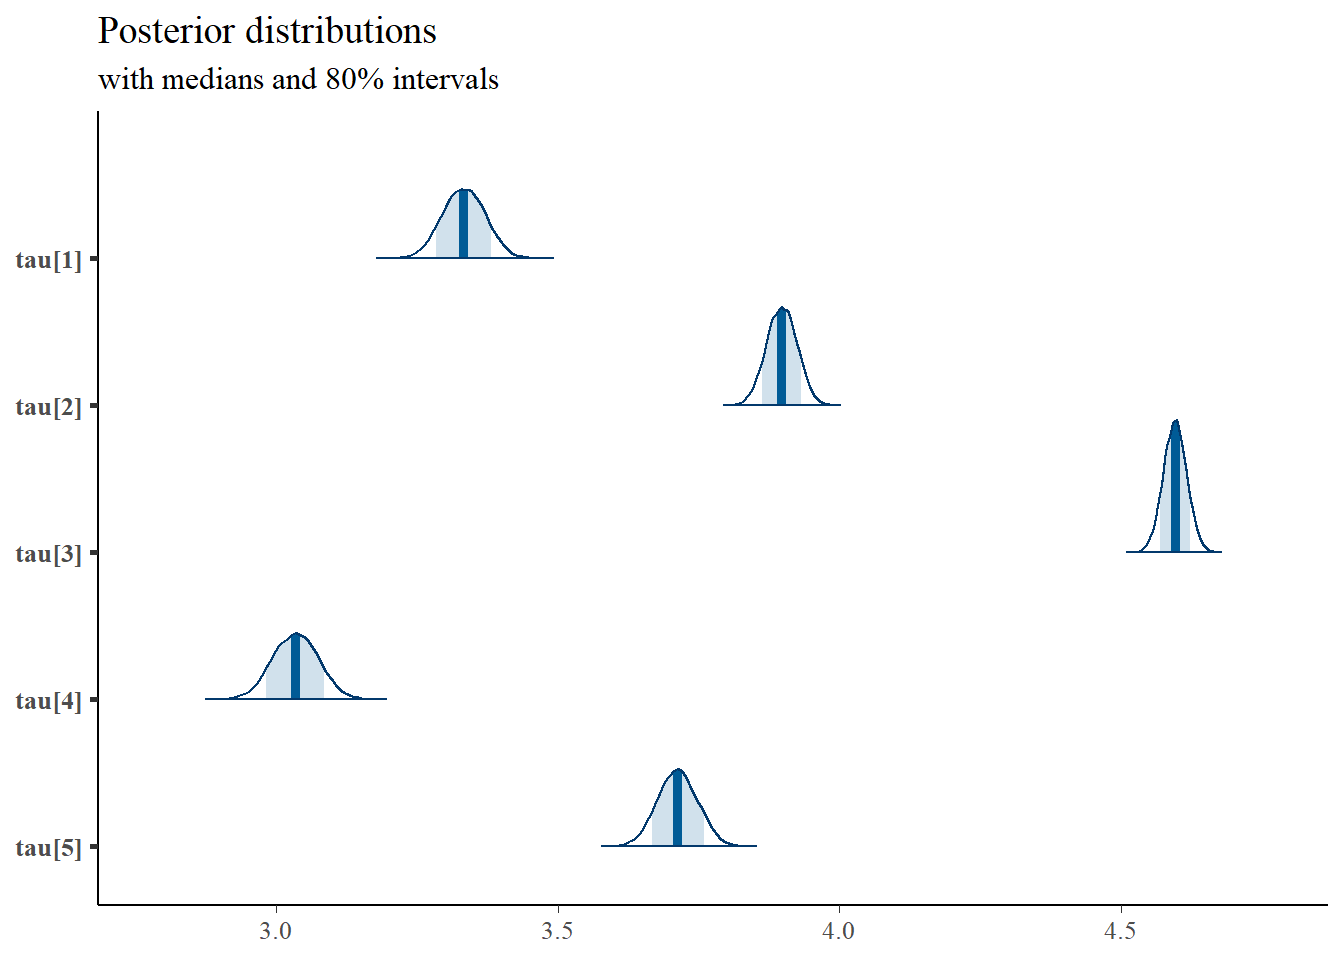 Posterior distributions
with medians and 80% intervals
tau[1]
tau[2]
tau[3]
tau[4]
tau[5]
3.0 3.5 4.0 4.5